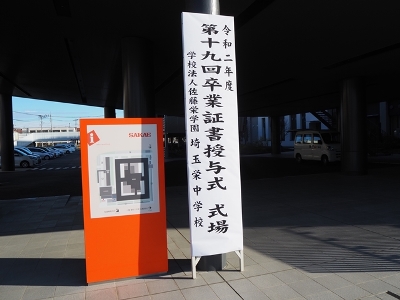 令和二年度
第十九回卒業証書授与式 式場
学校法人佐藤栄学園 埼玉栄中学校
i
SAKAE